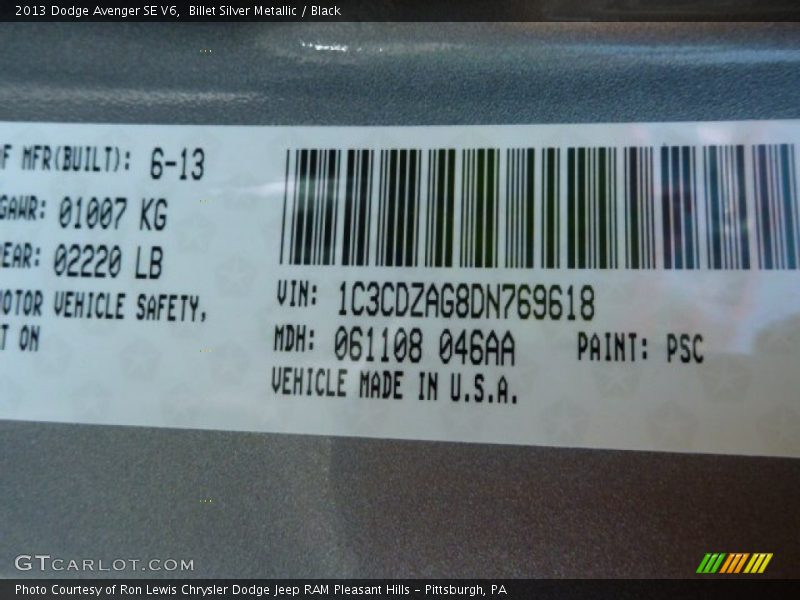 2013 Dodge Avenger SE V6,  Billet Silver Metallic / Black
MFR(BUILT): 6-13
GAWR: 01007 KG
REAR: 02220 LB
MOTOR VEHICLE SAFETY,
ON
VIN: 1C3CDZAG8DN769618
MDH: 061108 046AA
PAINT: PSC
VEHICLE MADE IN U.S.A.
GTCARLOT.COM
Photo Courtesy of Ron Lewis Chrysler Dodge Jeep RAM Pleasant Hills - Pittsburgh, PA